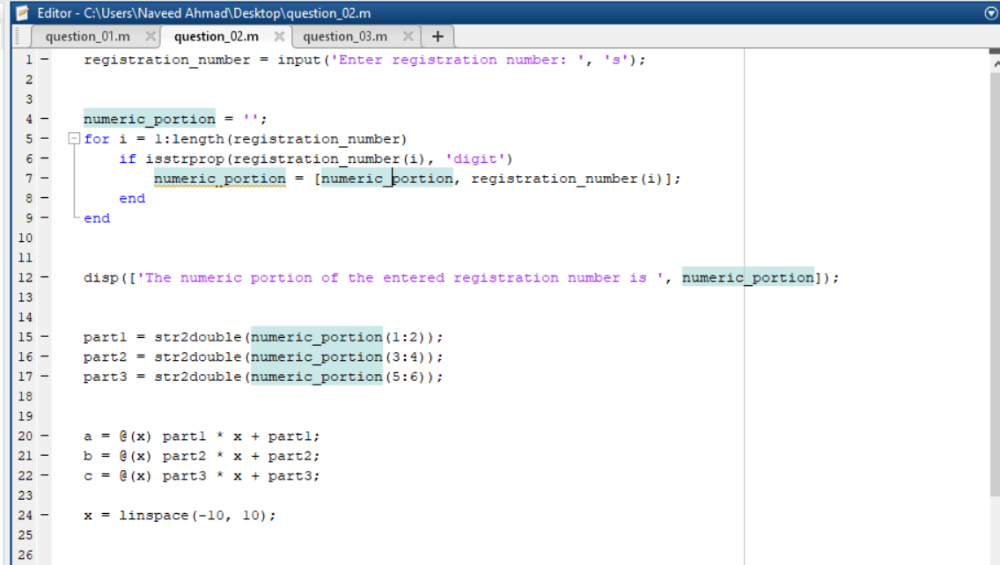 Editor - C:\Users\Naveed Ahmad\Desktop\question_02.m
question_01.m × question_02.m × question_03.m × +
1 - registration_number = input('Enter registration number: ', 's');
2
3
4 - numeric_portion = '';
5 - for i = 1:length(registration_number)
6 - if isstrprop(registration_number(i), 'digit')
7 - numeric_portion = [numeric_portion, registration_number(i)];
8 - end
9 - end
10
11
12 - disp(['The numeric portion of the entered registration number is ', numeric_portion]);
13
14
15 - part1 = str2double(numeric_portion(1:2));
16 - part2 = str2double(numeric_portion(3:4));
17 - part3 = str2double(numeric_portion(5:6));
18
19
20 - a = @(x) part1 * x + part1;
21 - b = @(x) part2 * x + part2;
22 - c = @(x) part3 * x + part3;
23
24 - x = linspace(-10, 10);
25
26